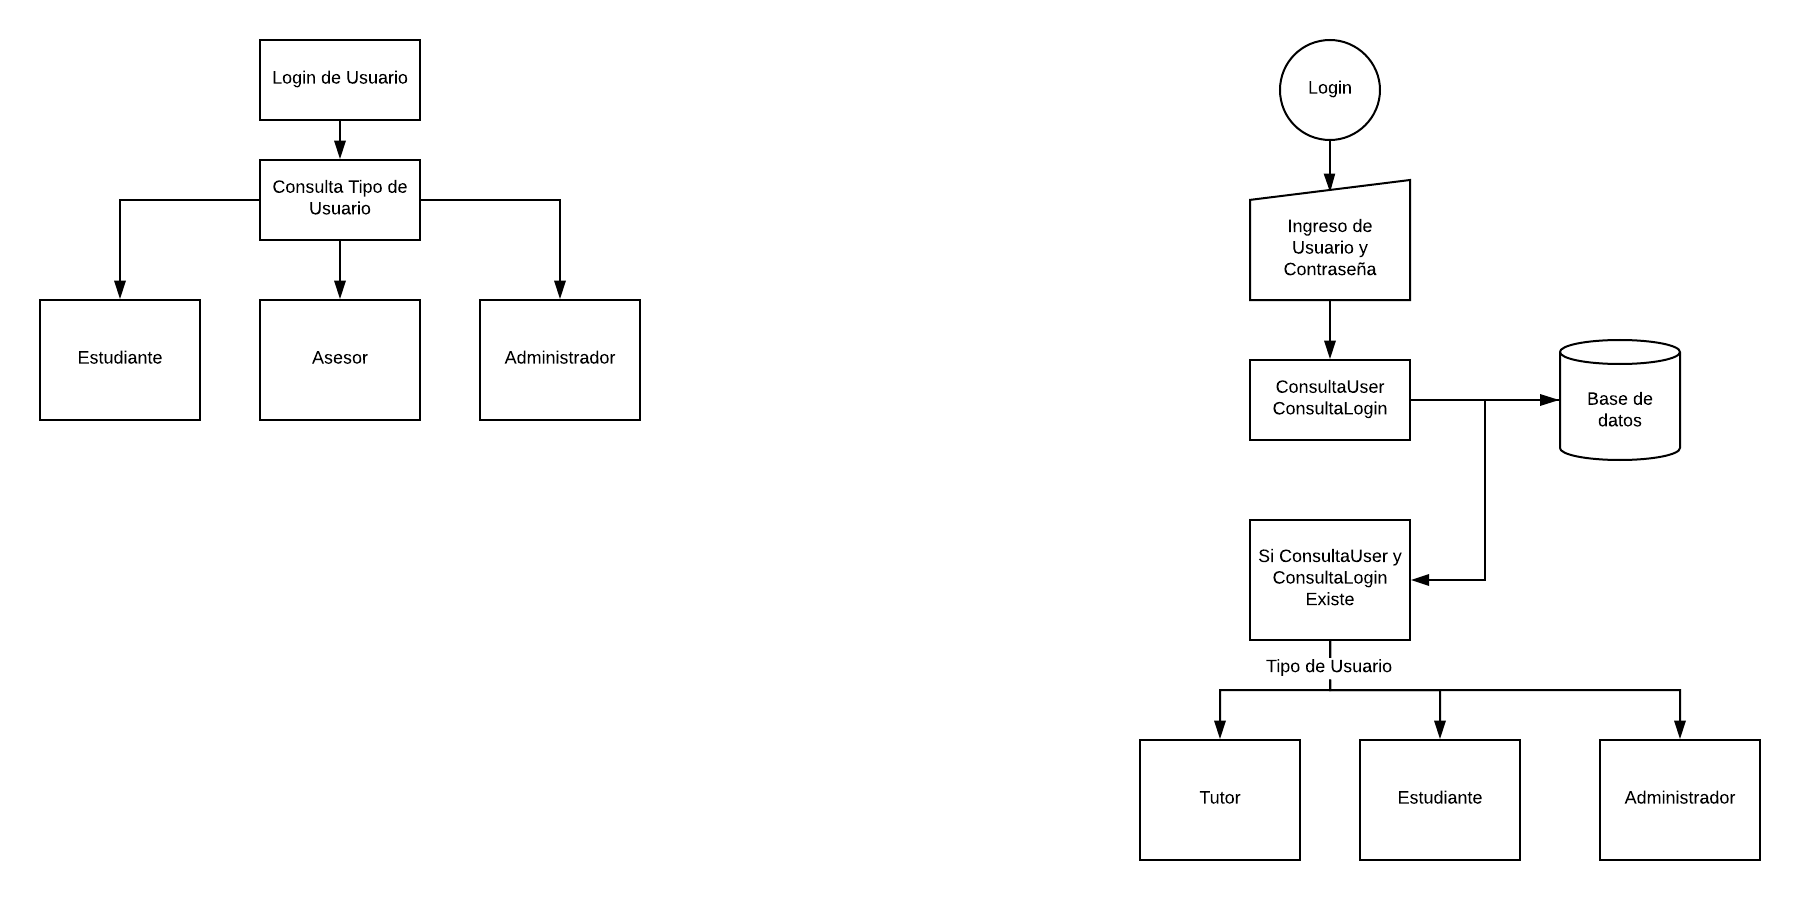 Login de Usuario
Consulta Tipo de
Usuario
Estudiante
Asesor
Administrador
Login
Ingreso de
Usuario y
Contraseña
ConsultaUser
ConsultaLogin
Base de
datos
Si ConsultaUser y
ConsultaLogin
Existe
Tipo de Usuario
Tutor
Estudiante
Administrador